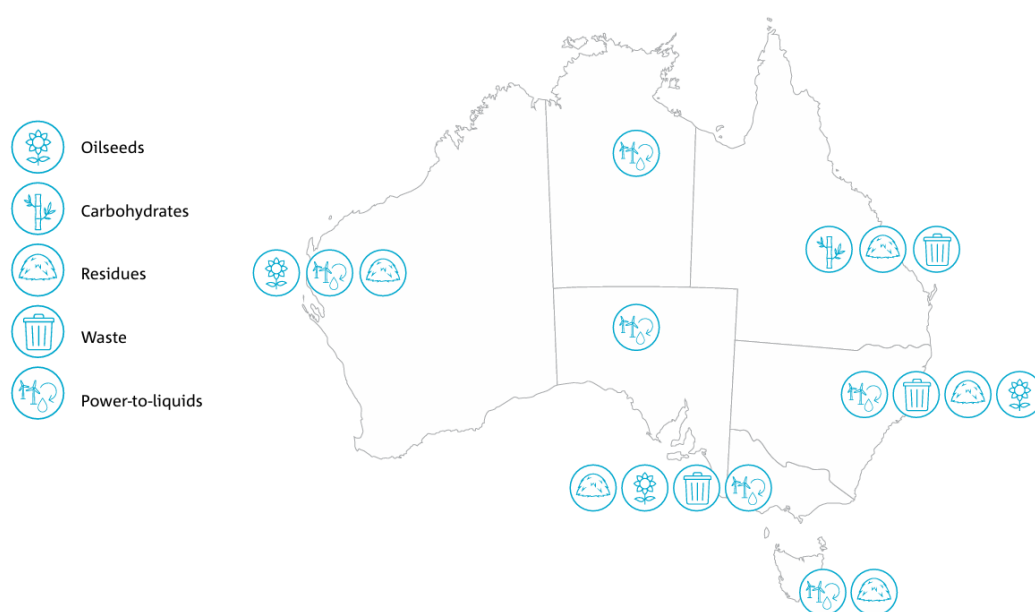 Oilseeds
Carbohydrates
Residues
Waste
Power-to-liquids